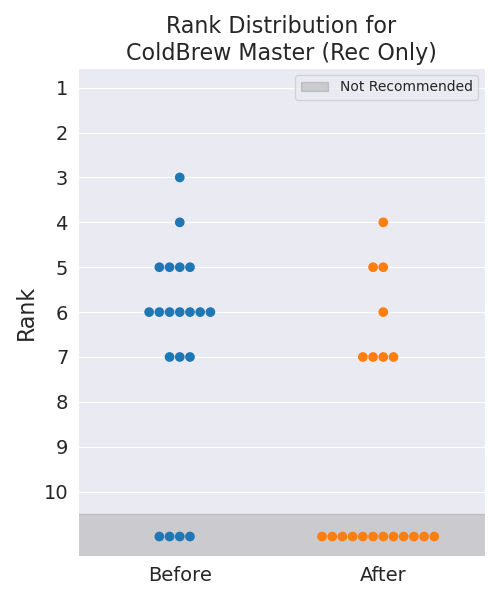 Rank Distribution for
ColdBrew Master (Rec Only)
Not Recommended
1
2
3
4
5
6
7
8
9
10
Rank
Before
After